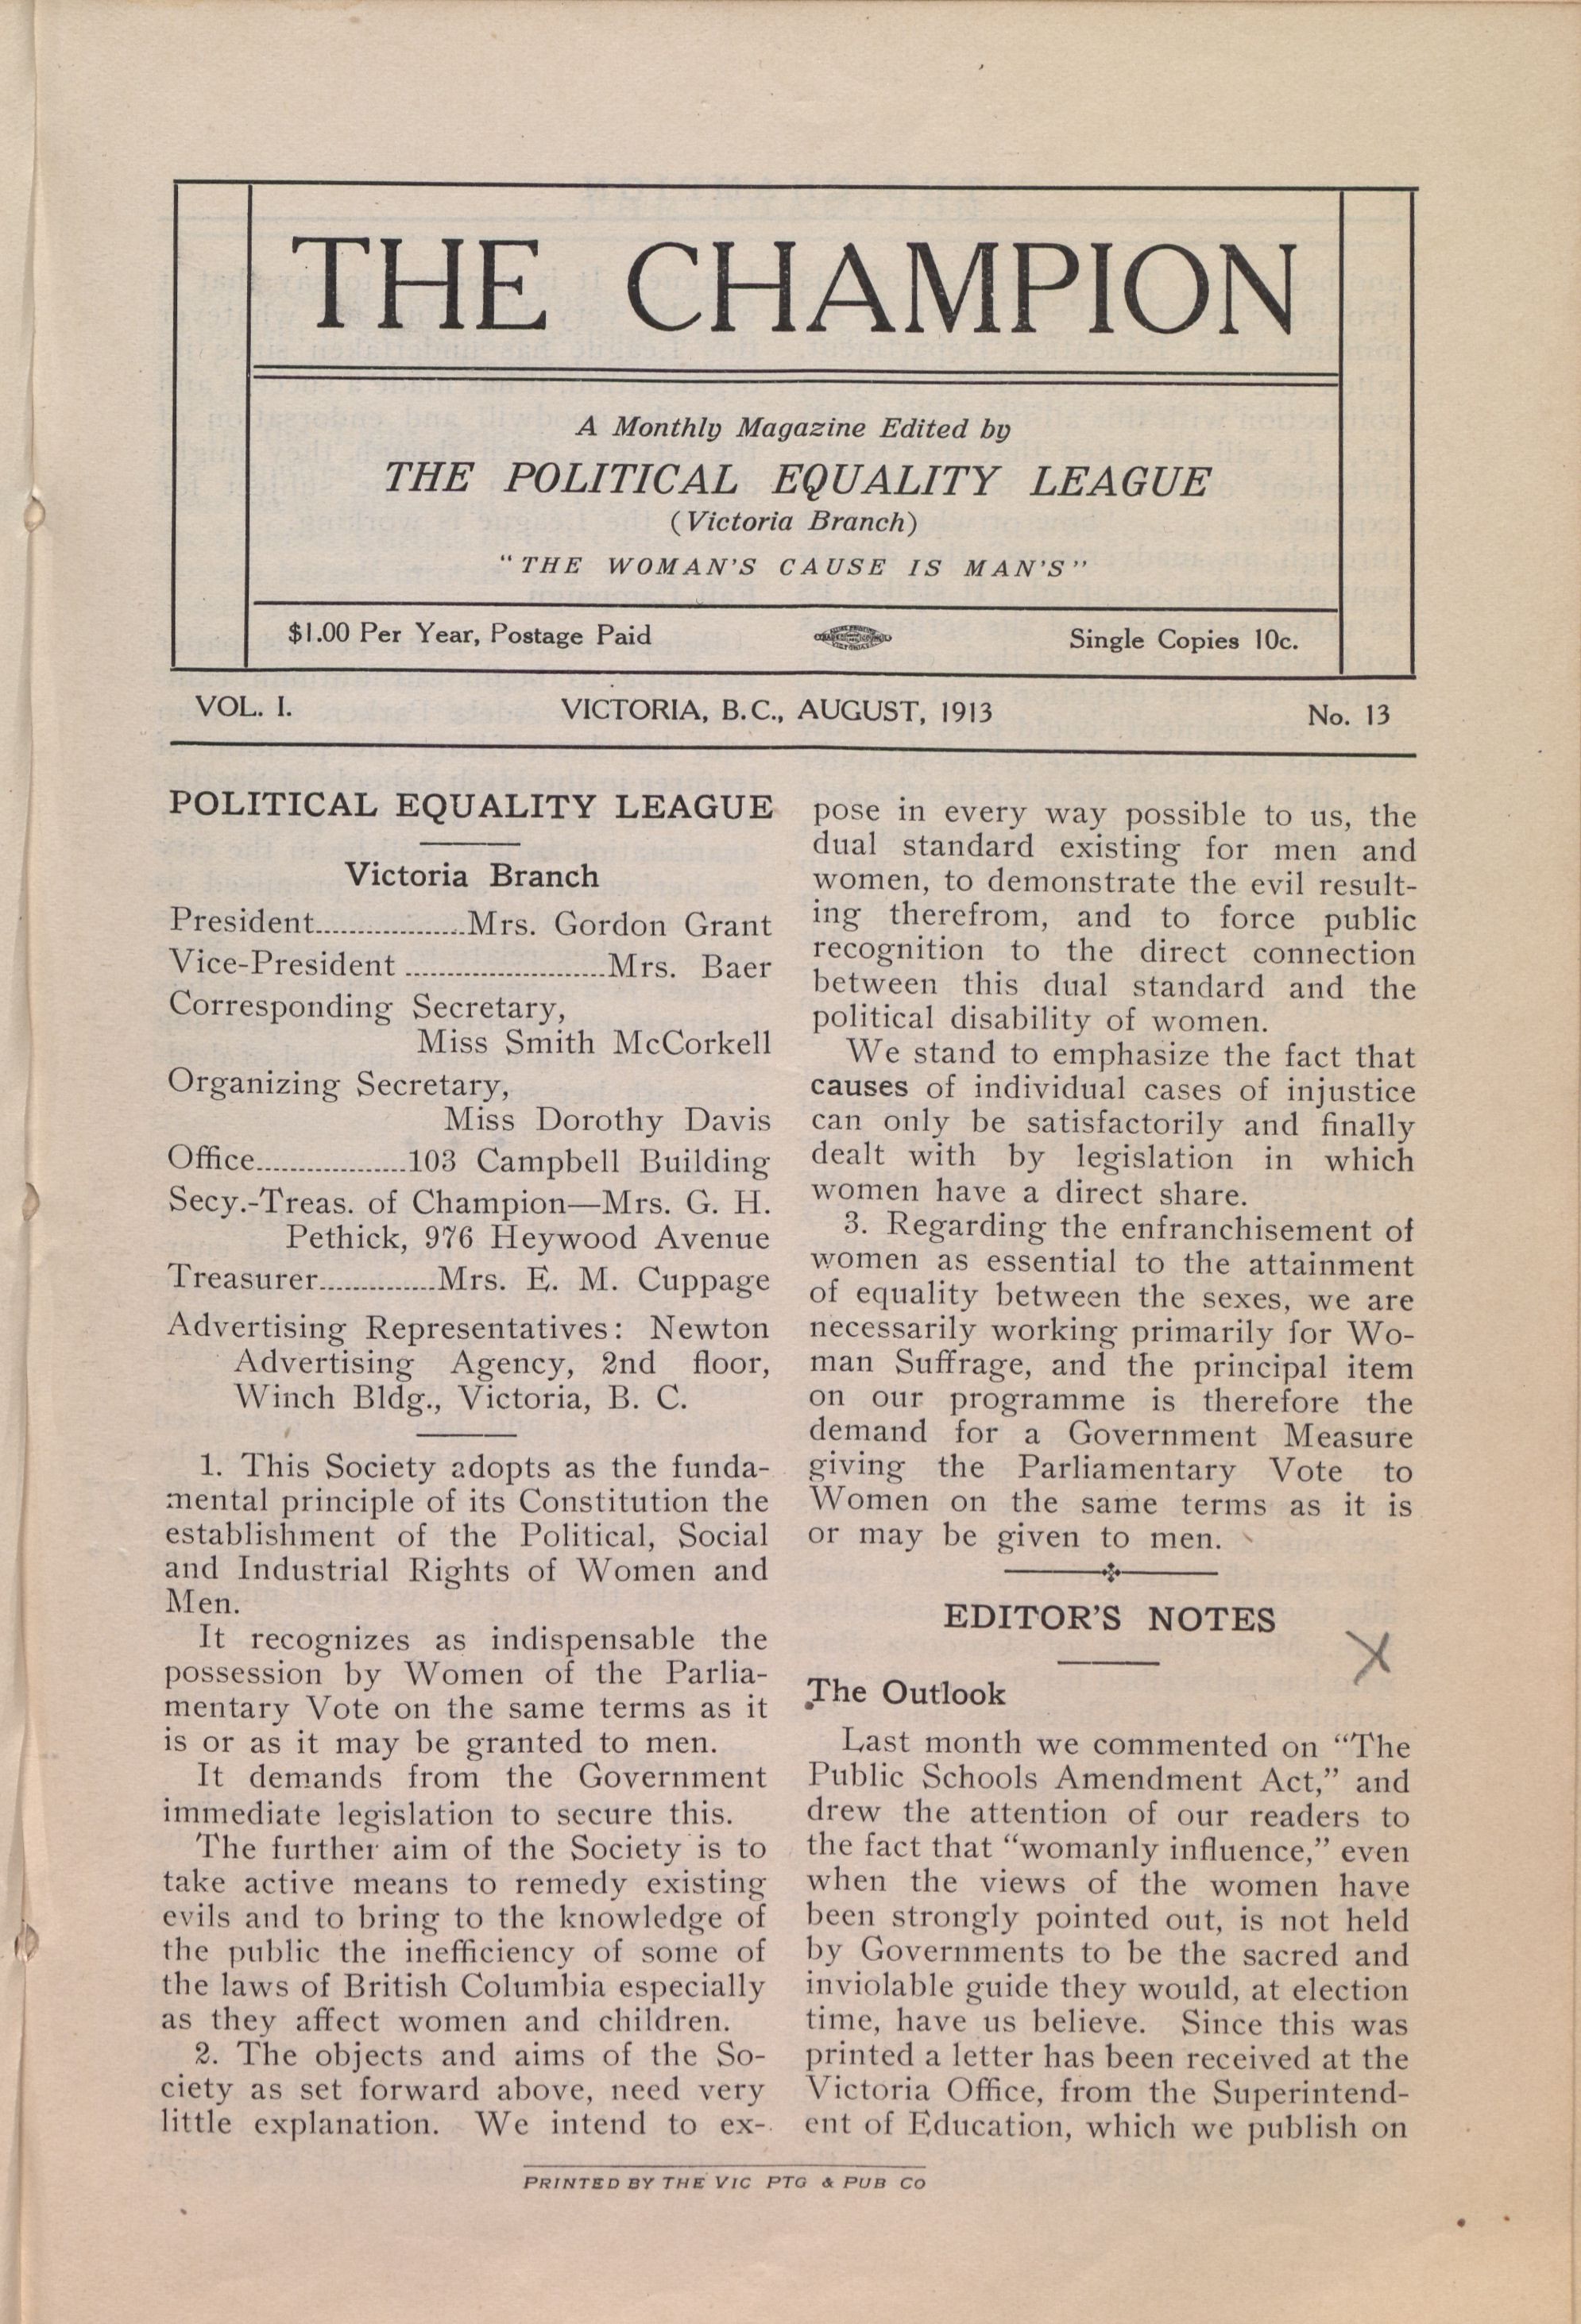 THE CHAMPION
A Monthly Magazine Edited by
THE POLITICAL EQUALITY LEAGUE
(Victoria Branch)
"THE WOMAN'S CAUSE IS MAN'S"
$1.00 Per Year, Postage Paid
Single Copies 10c.
VOL. I.
VICTORIA, B.C., AUGUST, 1913
No. 13
POLITICAL EQUALITY LEAGUE
Victoria Branch
President..................Mrs. Gordon Grant
Vice-President ........................Mrs. Baer
Corresponding Secretary,
Miss Smith McCorkell
Organizing Secretary,
Miss Dorothy Davis
Office..................103 Campbell Building
Secy.-Treas. of Champion—Mrs. G. H.
Pethick, 976 Heywood Avenue
Treasurer..............Mrs. E. M. Cuppage
Advertising Representatives: Newton
Advertising Agency, 2nd floor,
Winch Bldg., Victoria, B. C.
1. This Society adopts as the funda-
mental principle of its Constitution the
establishment of the Political, Social
and Industrial Rights of Women and
Men.
It recognizes as indispensable the
possession by Women of the Parlia-
mentary Vote on the same terms as it
is or as it may be granted to men.
It demands from the Government
immediate legislation to secure this.
The further aim of the Society is to
take active means to remedy existing
evils and to bring to the knowledge of
the public the inefficiency of some of
the laws of British Columbia especially
as they affect women and children.
2. The objects and aims of the So-
ciety as set forward above, need very
little explanation. We intend to ex-
pose in every way possible to us, the
dual standard existing for men and
women, to demonstrate the evil result-
ing therefrom, and to force public
recognition to the direct connection
between this dual standard and the
political disability of women.
We stand to emphasize the fact that
causes of individual cases of injustice
can only be satisfactorily and finally
dealt with by legislation in which
women have a direct share.
3. Regarding the enfranchisement of
women as essential to the attainment
of equality between the sexes, we are
necessarily working primarily for Wo-
man Suffrage, and the principal item
on our programme is therefore the
demand for a Government Measure
giving the Parliamentary Vote to
Women on the same terms as it is
or may be given to men.
EDITOR'S NOTES
X
The Outlook
Last month we commented on "The
Public Schools Amendment Act," and
drew the attention of our readers to
the fact that "womanly influence," even
when the views of the women have
been strongly pointed out, is not held
by Governments to be the sacred and
inviolable guide they would, at election
time, have us believe. Since this was
printed a letter has been received at the
Victoria Office, from the Superintend-
ent of Education, which we publish on
PRINTED BY THE VIC PTG & PUB CO